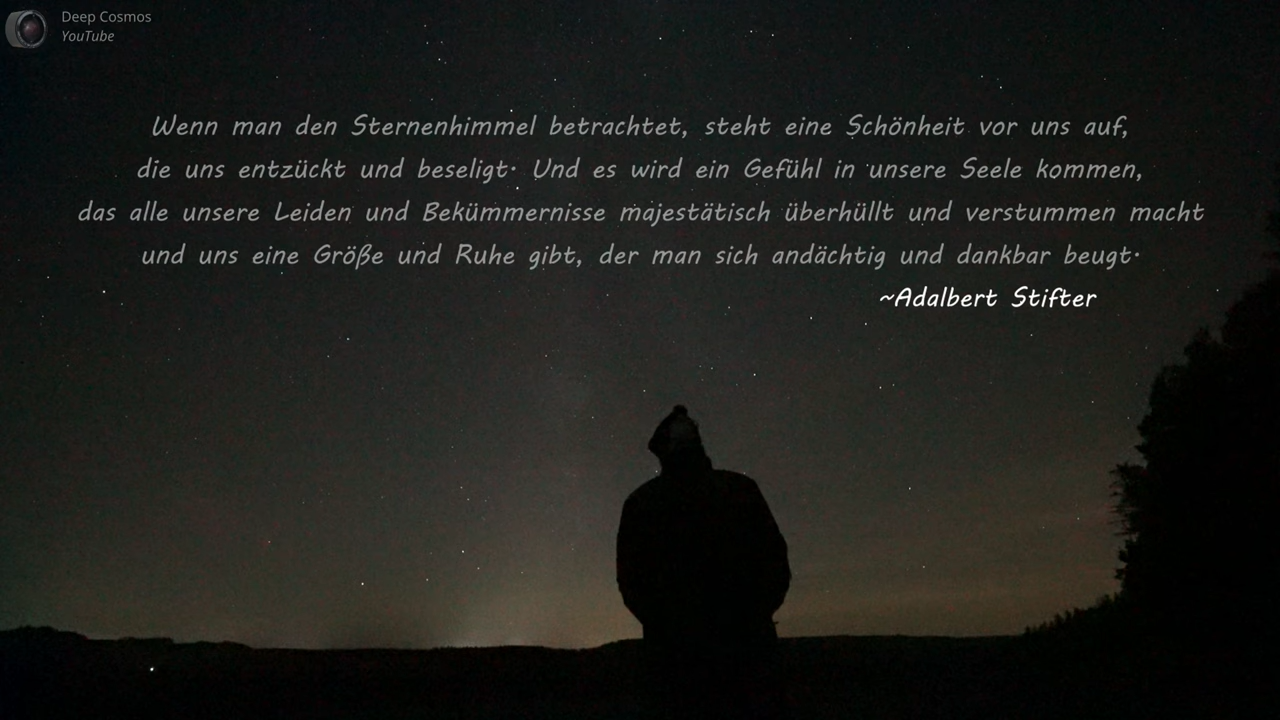 Deep Cosmos
YouTube
Wenn man den Sternenhimmel betrachtet, steht eine Schönheit vor uns auf,
die uns entzückt und beseligt. Und es wird ein Gefühl in unsere Seele kommen,
das alle unsere Leiden und Bekümmernisse majestätisch überhüllt und verstummen macht
und uns eine Größe und Ruhe gibt, der man sich andächtig und dankbar beugt.
~Adalbert Stifter